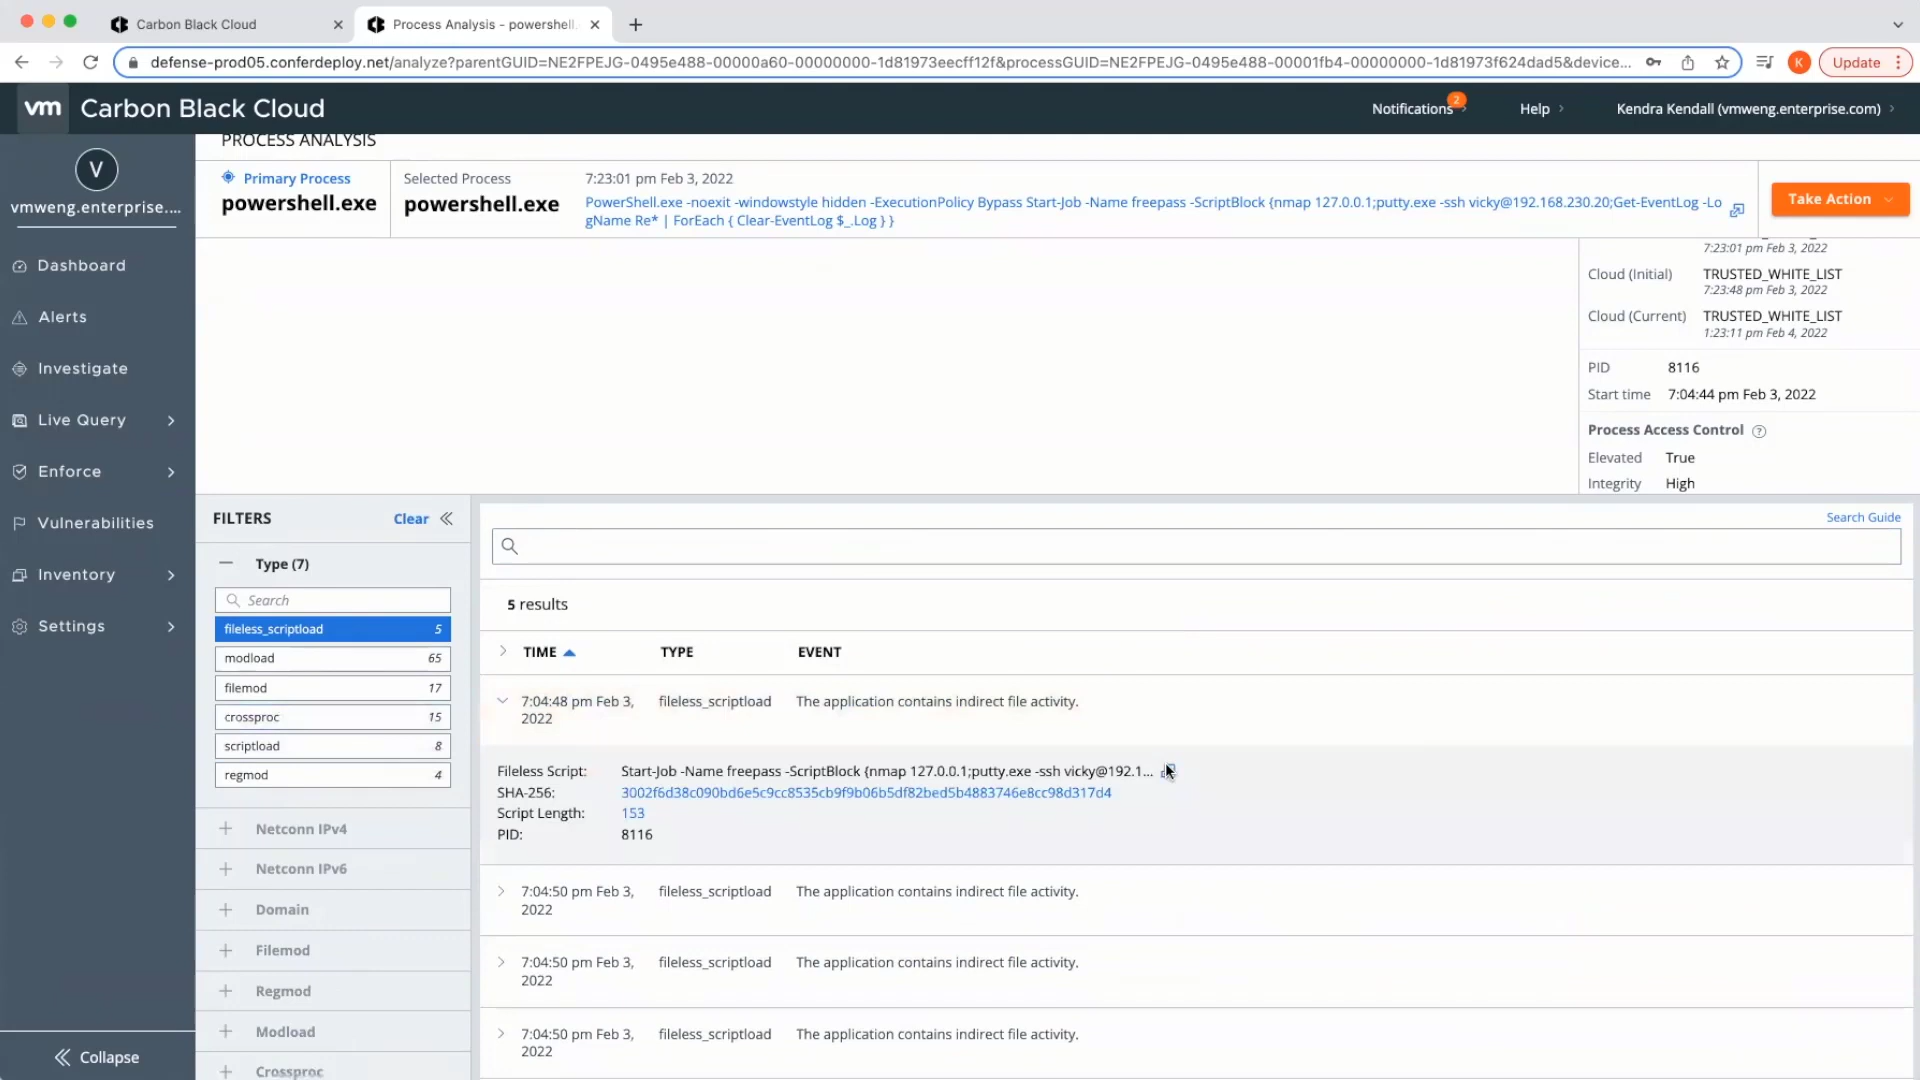 Carbon Black Cloud
Process Analysis - powershell.
defense-prod05.conferdeploy.net/analyze?parentGUID=NE2FPEJG-0495e488-00000a60-00000000-1d81973eecff12f&processGUID=NE2FPEJG-0495e488-00001fb4-00000000-1d81973f624dad5&device...
K
Update
vm
Carbon Black Cloud
Notifications
2
Help
Kendra Kendall (vmweng.enterprise.com)
V
vmweng.enterprise....
Dashboard
Alerts
Investigate
Live Query
Enforce
Vulnerabilities
Inventory
Settings
Collapse
PROCESS ANALYSIS
Primary Process
powershell.exe
Selected Process
powershell.exe
7:23:01 pm Feb 3, 2022
PowerShell.exe -noexit -windowstyle hidden -ExecutionPolicy Bypass Start-Job -Name freepass -ScriptBlock {nmap 127.0.0.1;putty.exe -ssh vicky@192.168.230.20;Get-EventLog -Lo
gName Re* | ForEach { Clear-EventLog $_.Log } }
Take Action
7:23:01 pm Feb 3, 2022
Cloud (Initial) TRUSTED_WHITE_LIST
7:23:48 pm Feb 3, 2022
Cloud (Current) TRUSTED_WHITE_LIST
1:23:11 pm Feb 4, 2022
PID 8116
Start time 7:04:44 pm Feb 3, 2022
Process Access Control ?
Elevated True
Integrity High
FILTERS
Clear
Type (7)
Search
fileless_scriptload 5
modload 65
filemod 17
crossproc 15
scriptload 8
regmod 4
Netconn IPv4
Netconn IPv6
Domain
Filemod
Regmod
Modload
Crossproc
Search Guide
5 results
TIME TYPE EVENT
7:04:48 pm Feb 3, fileless_scriptload The application contains indirect file activity.
2022
Fileless Script: Start-Job -Name freepass -ScriptBlock {nmap 127.0.0.1;putty.exe -ssh vicky@192.1...
SHA-256: 3002f6d38c090bd6e5c9cc8535cb9f9b06b5df82bed5b4883746e8cc98d317d4
Script Length: 153
PID: 8116
7:04:50 pm Feb 3, fileless_scriptload The application contains indirect file activity.
2022
7:04:50 pm Feb 3, fileless_scriptload The application contains indirect file activity.
2022
7:04:50 pm Feb 3, fileless_scriptload The application contains indirect file activity.
2022